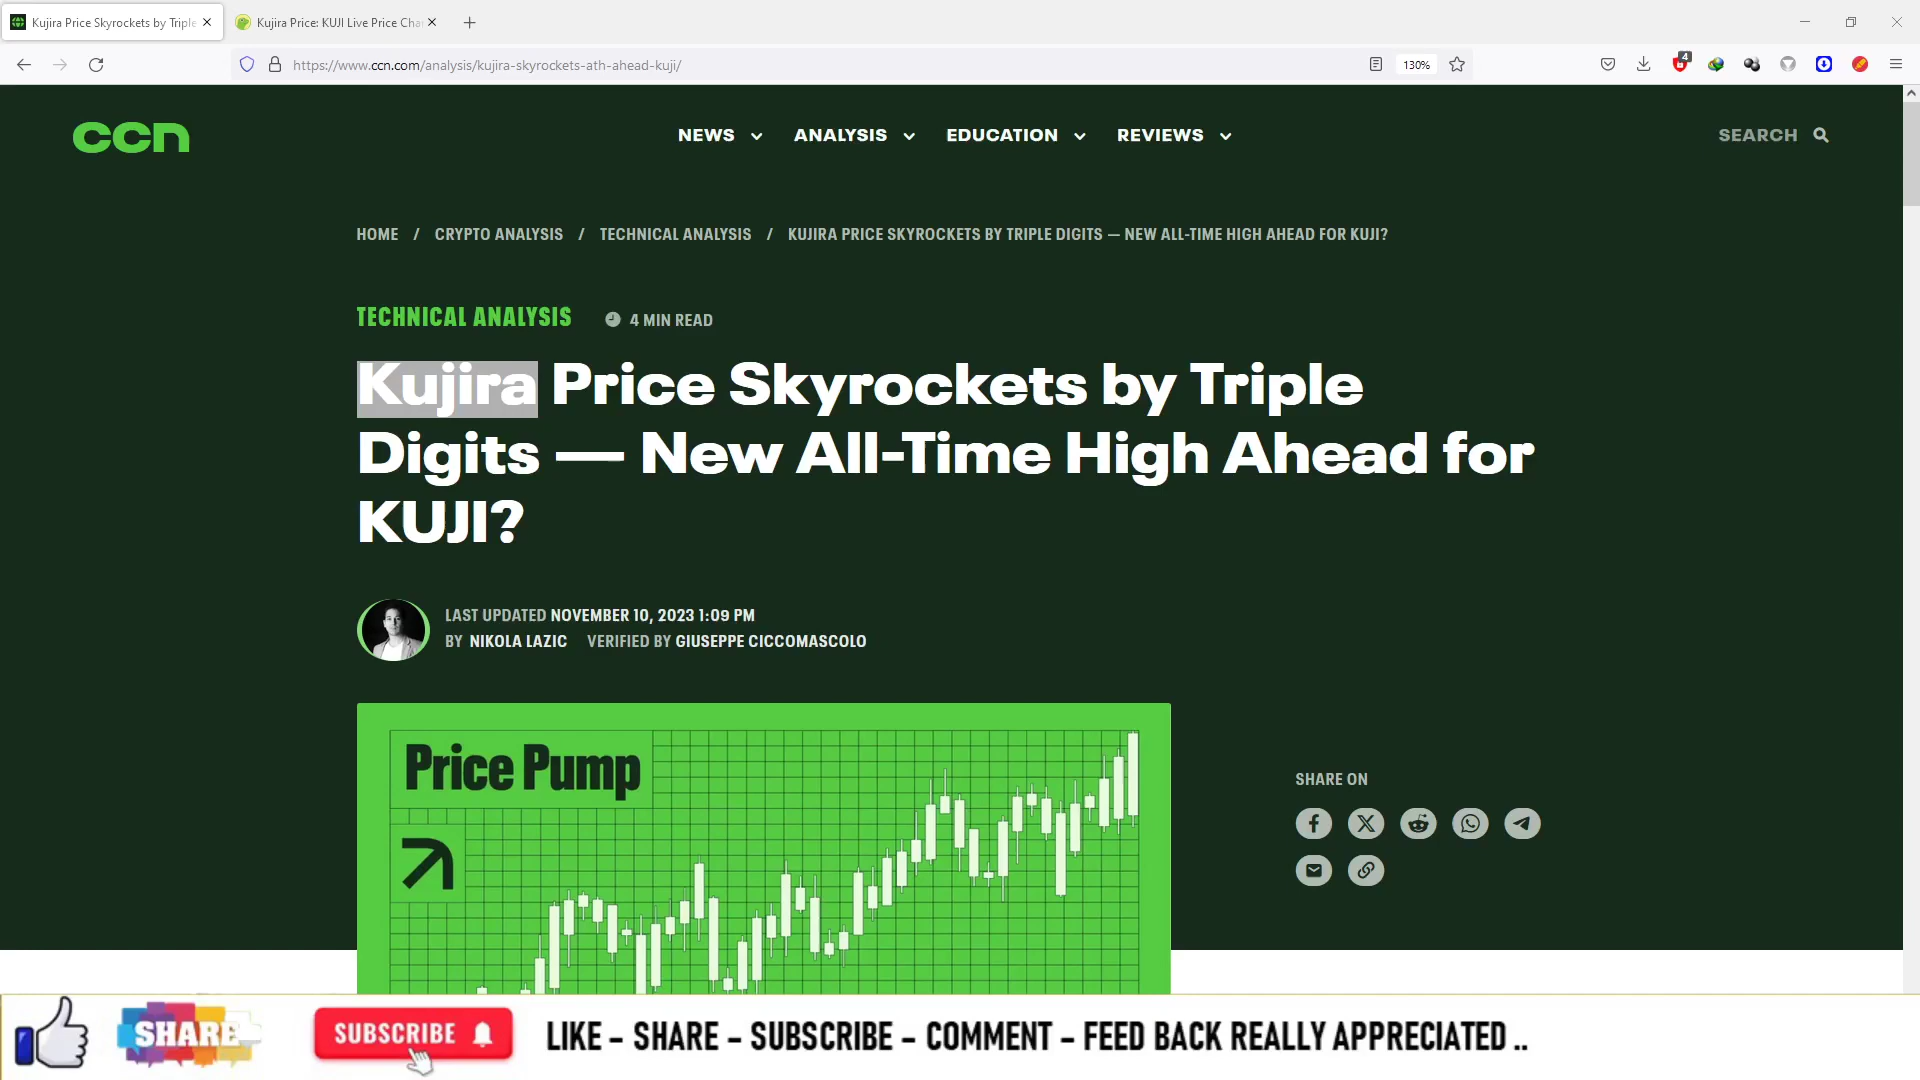 Kujira Price Skyrockets by Triple
Kujira Price: KUJI Live Price Cha
https://www.ccn.com/analysis/kujira-skyrockets-ath-ahead-kuji/
130%
4
ccn
NEWS
ANALYSIS
EDUCATION
REVIEWS
SEARCH
HOME / CRYPTO ANALYSIS / TECHNICAL ANALYSIS / KUJIRA PRICE SKYROCKETS BY TRIPLE DIGITS — NEW ALL-TIME HIGH AHEAD FOR KUJI?
TECHNICAL ANALYSIS
4 MIN READ
Kujira Price Skyrockets by Triple
Digits — New All-Time High Ahead for
KUJI?
LAST UPDATED NOVEMBER 10, 2023 1:09 PM
BY NIKOLA LAZIC VERIFIED BY GIUSEPPE CICCOMASCOLO
Price Pump
SHARE ON
SHARE
SUBSCRIBE
LIKE - SHARE - SUBSCRIBE - COMMENT - FEED BACK REALLY APPRECIATED ..